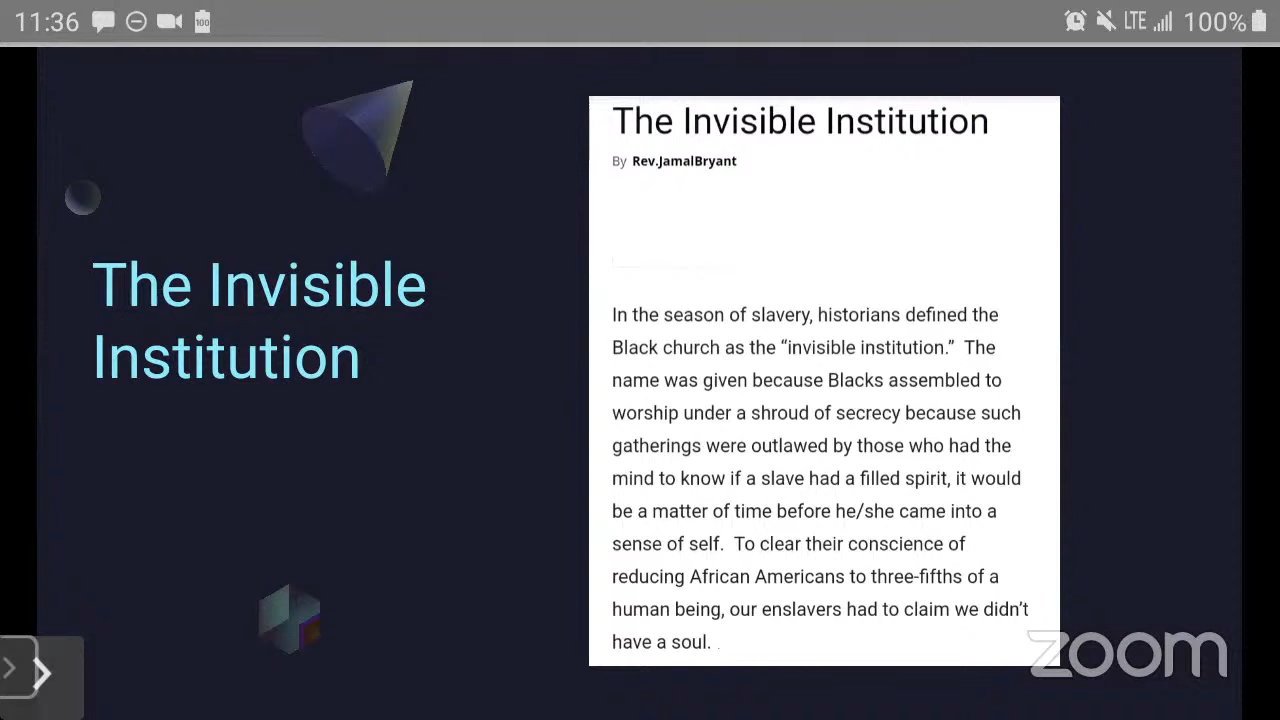 11:36
100
LTE
100%
The Invisible
Institution
The Invisible Institution
By Rev.JamalBryant
In the season of slavery, historians defined the
Black church as the “invisible institution.”  The
name was given because Blacks assembled to
worship under a shroud of secrecy because such
gatherings were outlawed by those who had the
mind to know if a slave had a filled spirit, it would
be a matter of time before he/she came into a
sense of self.  To clear their conscience of
reducing African Americans to three-fifths of a
human being, our enslavers had to claim we didn’t
have a soul.
zoom